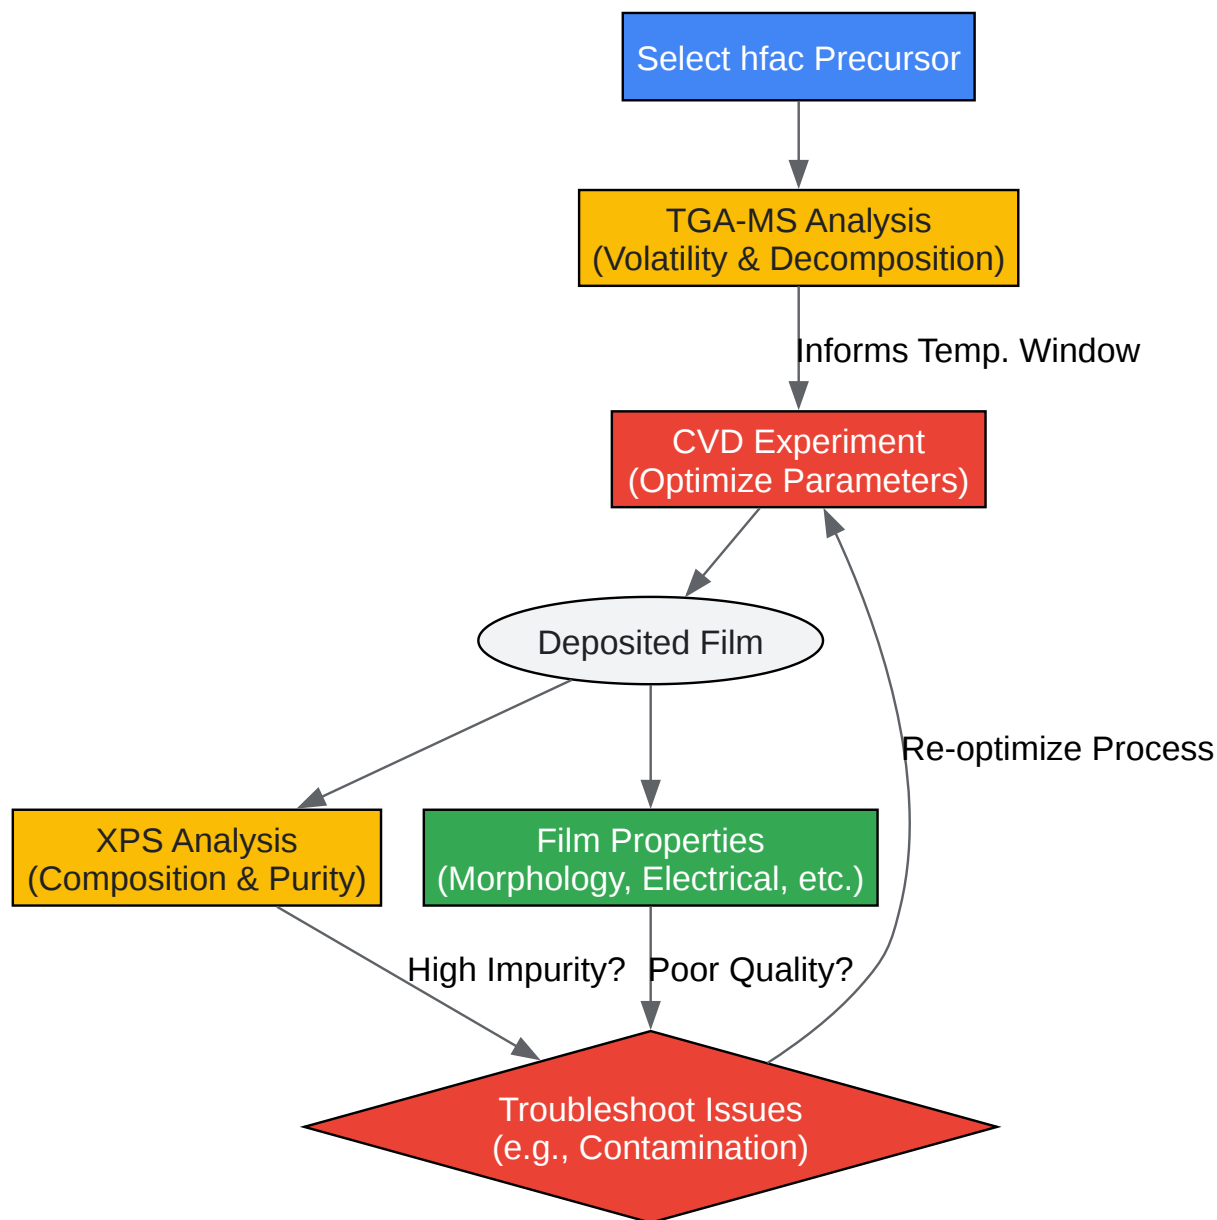 Select hfac Precursor
TGA-MS Analysis
(Volatility & Decomposition)
Informs Temp. Window
CVD Experiment
(Optimize Parameters)
Deposited Film
Re-optimize Process
XPS Analysis
(Composition & Purity)
Film Properties
(Morphology, Electrical, etc.)
High Impurity?
Poor Quality?
Troubleshoot Issues
(e.g., Contamination)